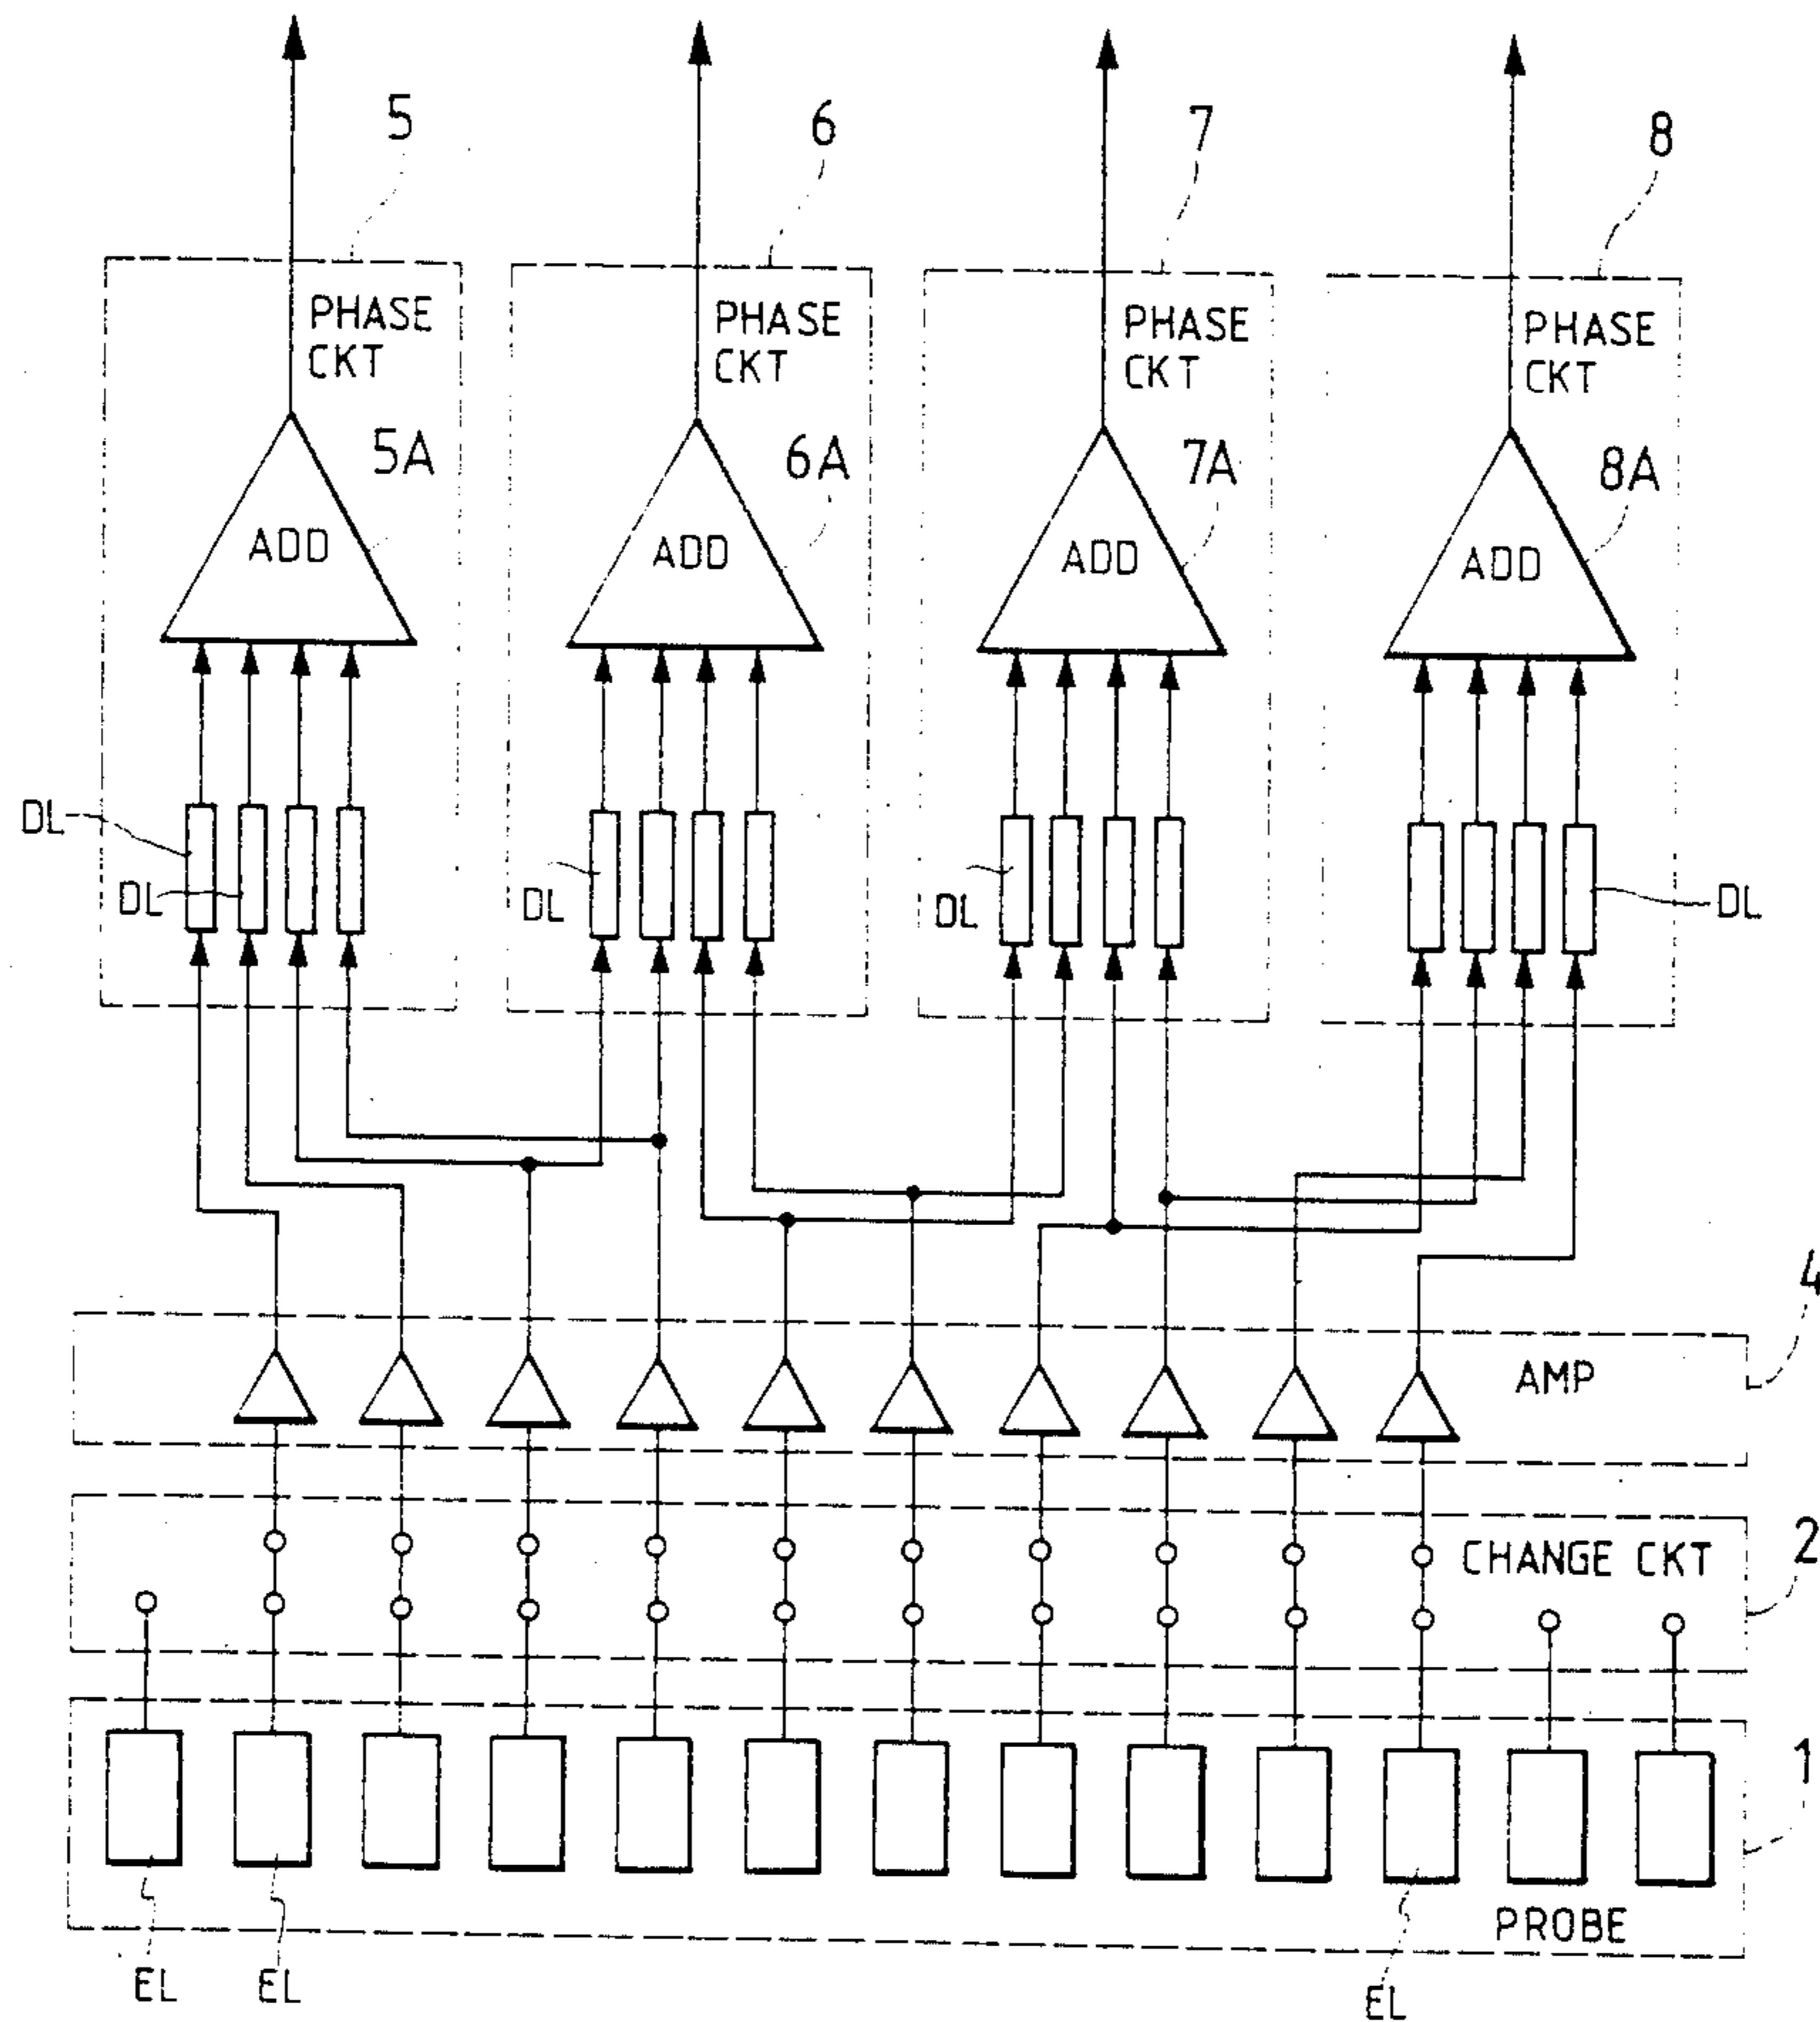 5
6
7
8
PHASE
CKT
PHASE
CKT
PHASE
CKT
PHASE
CKT
5A
6A
7A
8A
ADD
ADD
ADD
ADD
DL
DL
DL
DL
DL
4
AMP
2
CHANGE CKT
1
PROBE
EL
EL
EL